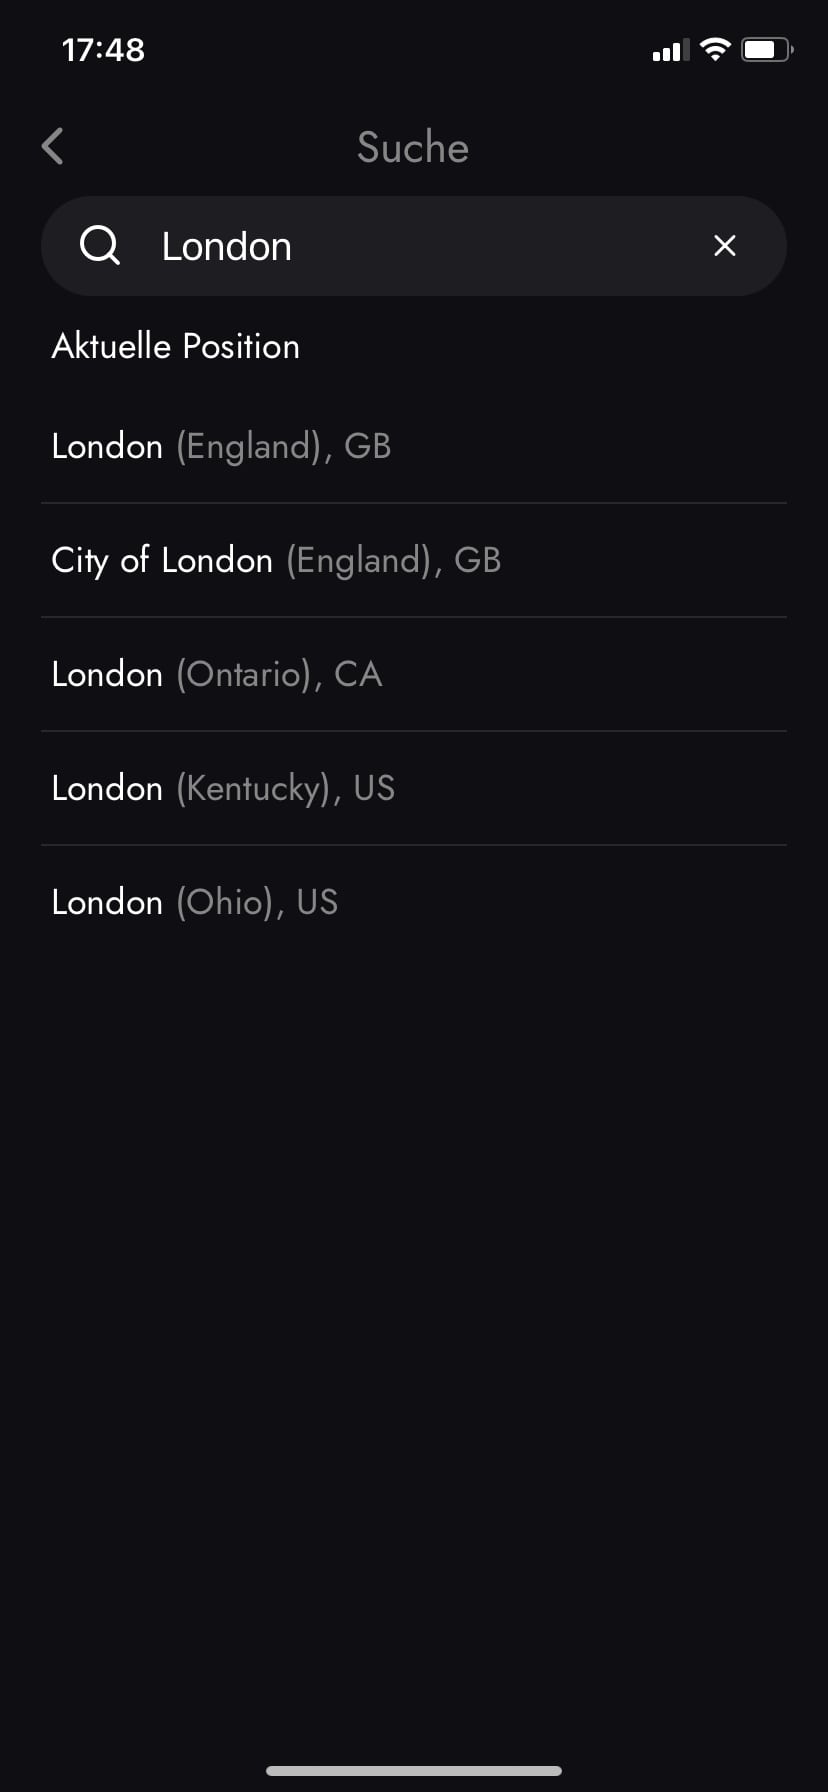 17:48
Suche
London
Aktuelle Position
London (England), GB
City of London (England), GB
London (Ontario), CA
London (Kentucky), US
London (Ohio), US